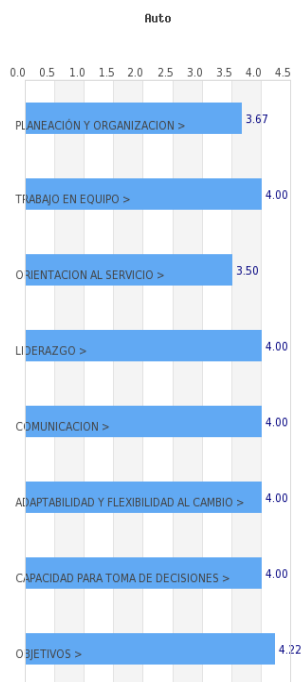 Auto
0.0 0.5 1.0 1.5 2.0 2.5 3.0 3.5 4.0 4.5
PLANEACIÓN Y ORGANIZACION > 3.67
TRABAJO EN EQUIPO > 4.00
ORIENTACION AL SERVICIO > 3.50
LIDERAZGO > 4.00
COMUNICACION > 4.00
ADAPTABILIDAD Y FLEXIBILIDAD AL CAMBIO > 4.00
CAPACIDAD PARA TOMA DE DECISIONES > 4.00
OBJETIVOS > 4.22